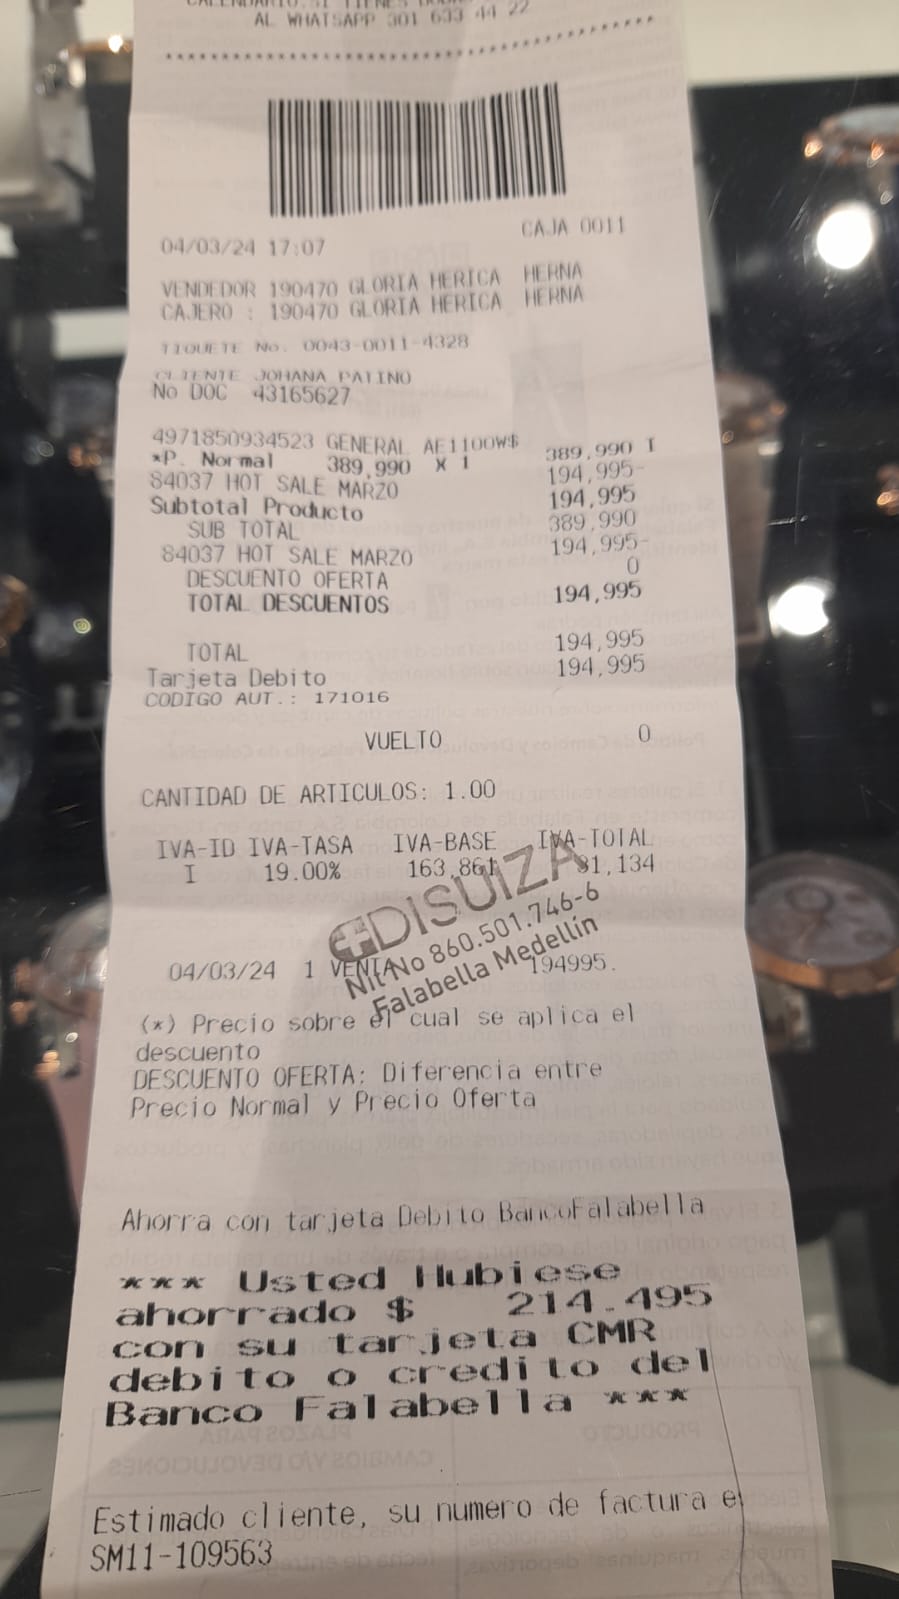 AL WHATSAPP 301 633 44 22
CAJA 0011
04/03/24 17:07
VENDEDOR 190470 GLORIA HERICA HERNA
CAJERO : 190470 GLORIA HERICA HERNA
TIQUETE No. 0043-0011-4328
CLIENTE JOHANA PATINO
No DOC 43165627
4971850934523 GENERAL AE1100W$ 389,990 I
*P. Normal 389,990 X 1
84037 HOT SALE MARZO 194,995-
Subtotal Producto 194,995
SUB TOTAL 389,990
84037 HOT SALE MARZO 194,995-
DESCUENTO OFERTA 0
TOTAL DESCUENTOS 194,995
TOTAL 194,995
Tarjeta Debito 194,995
CODIGO AUT.: 171016
VUELTO 0
CANTIDAD DE ARTICULOS: 1.00
IVA-ID IVA-TASA IVA-BASE IVA-TOTAL
I 19.00% 163,861 31,134
DISUIZA
Nit No 860.501.746-6
Falabella Medellín
04/03/24 1 VENTA 194995.
(*) Precio sobre el cual se aplica el
descuento
DESCUENTO OFERTA: Diferencia entre
Precio Normal y Precio Oferta
Ahorra con tarjeta Debito BancoFalabella
*** Usted Hubiese
ahorrado $ 214.495
con su tarjeta CMR
debito o credito del
Banco Falabella ***
Estimado cliente, su numero de factura e
SM11-109563